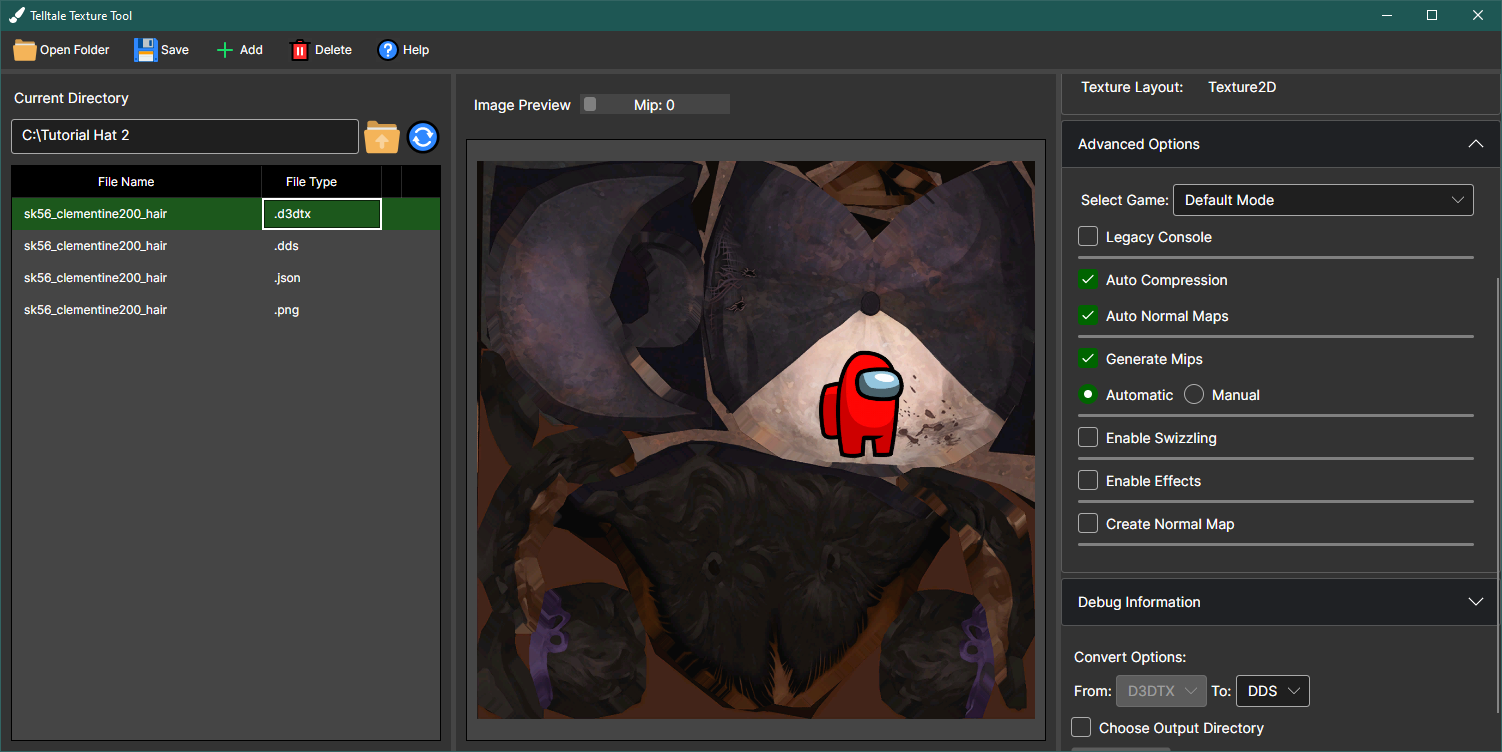 Telltale Texture Tool
Open Folder Save Add Delete Help
Current Directory
C:\Tutorial Hat 2
File Name File Type
sk56_clementine200_hair .d3dtx
sk56_clementine200_hair .dds
sk56_clementine200_hair .json
sk56_clementine200_hair .png
Image Preview Mip: 0
Texture Layout: Texture2D
Advanced Options
Select Game: Default Mode
Legacy Console
Auto Compression
Auto Normal Maps
Generate Mips
Automatic Manual
Enable Swizzling
Enable Effects
Create Normal Map
Debug Information
Convert Options:
From: D3DTX To: DDS
Choose Output Directory